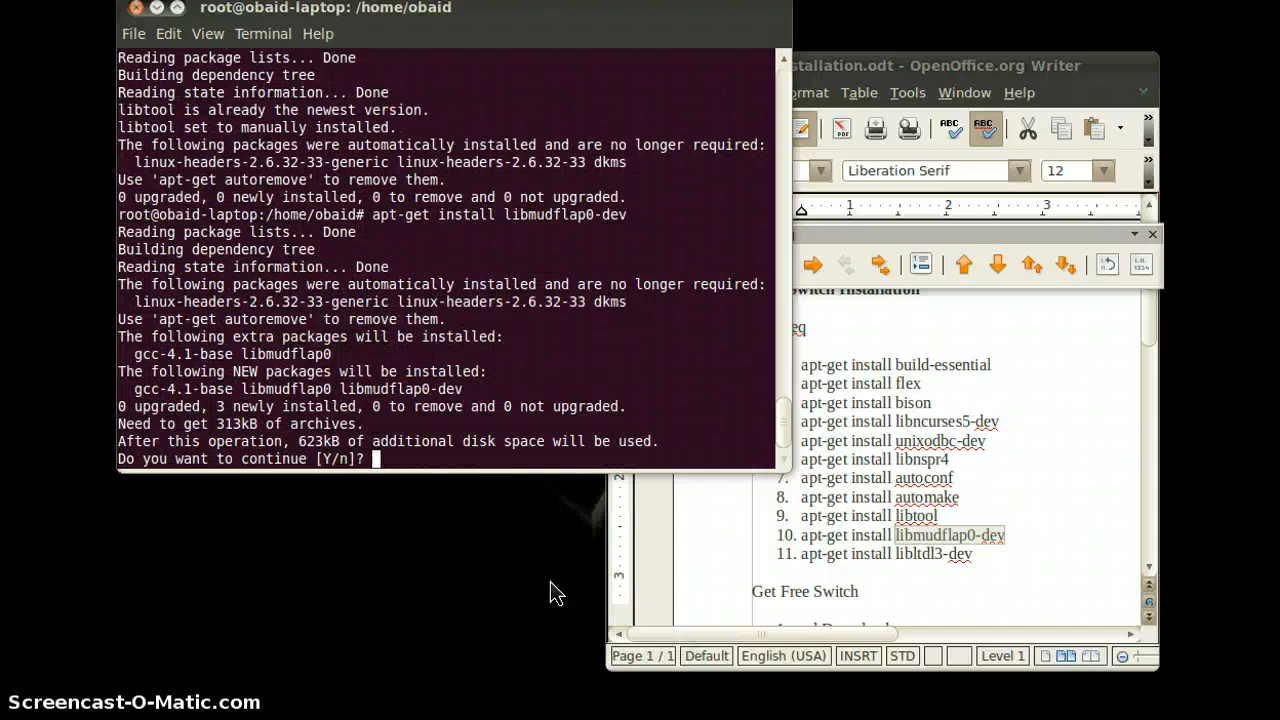 root@obaid-laptop: /home/obaid
File Edit View Terminal Help
Reading package lists... Done
Building dependency tree
Reading state information... Done
libtool is already the newest version.
libtool set to manually installed.
The following packages were automatically installed and are no longer required:
linux-headers-2.6.32-33-generic linux-headers-2.6.32-33 dkms
Use 'apt-get autoremove' to remove them.
0 upgraded, 0 newly installed, 0 to remove and 0 not upgraded.
root@obaid-laptop:/home/obaid# apt-get install libmudflap0-dev
Reading package lists... Done
Building dependency tree
Reading state information... Done
The following packages were automatically installed and are no longer required:
linux-headers-2.6.32-33-generic linux-headers-2.6.32-33 dkms
Use 'apt-get autoremove' to remove them.
The following extra packages will be installed:
gcc-4.1-base libmudflap0
The following NEW packages will be installed:
gcc-4.1-base libmudflap0 libmudflap0-dev
0 upgraded, 3 newly installed, 0 to remove and 0 not upgraded.
Need to get 313kB of archives.
After this operation, 623kB of additional disk space will be used.
Do you want to continue [Y/n]?
stallation.odt - OpenOffice.org Writer
ormat Table Tools Window Help
Liberation Serif 12
1 2 3
Switch Installation
eq
apt-get install build-essential
apt-get install flex
apt-get install bison
apt-get install libncurses5-dev
apt-get install unixodbc-dev
apt-get install libnspr4
7. apt-get install autoconf
8. apt-get install automake
9. apt-get install libtool
10. apt-get install libmudflap0-dev
11. apt-get install libltdl3-dev
Get Free Switch
2
3
Page 1 / 1 Default English (USA) INSRT STD Level 1
Screencast-O-Matic.com